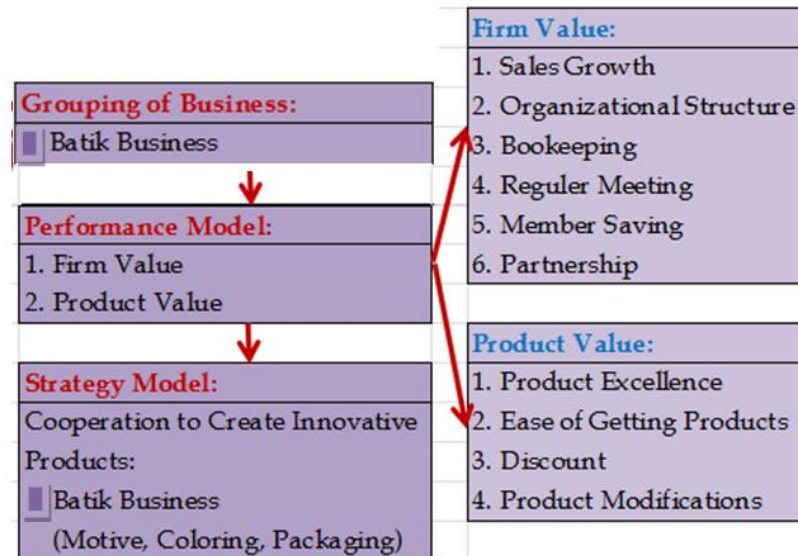 Grouping of Business:
Batik Business
Performance Model:
1. Firm Value
2. Product Value
Strategy Model:
Cooperation to Create Innovative
Products:
Batik Business
(Motive, Coloring, Packaging)
Firm Value:
1. Sales Growth
2. Organizational Structure
3. Bookeeping
4. Reguler Meeting
5. Member Saving
6. Partnership
Product Value:
1. Product Excellence
2. Ease of Getting Products
3. Discount
4. Product Modifications